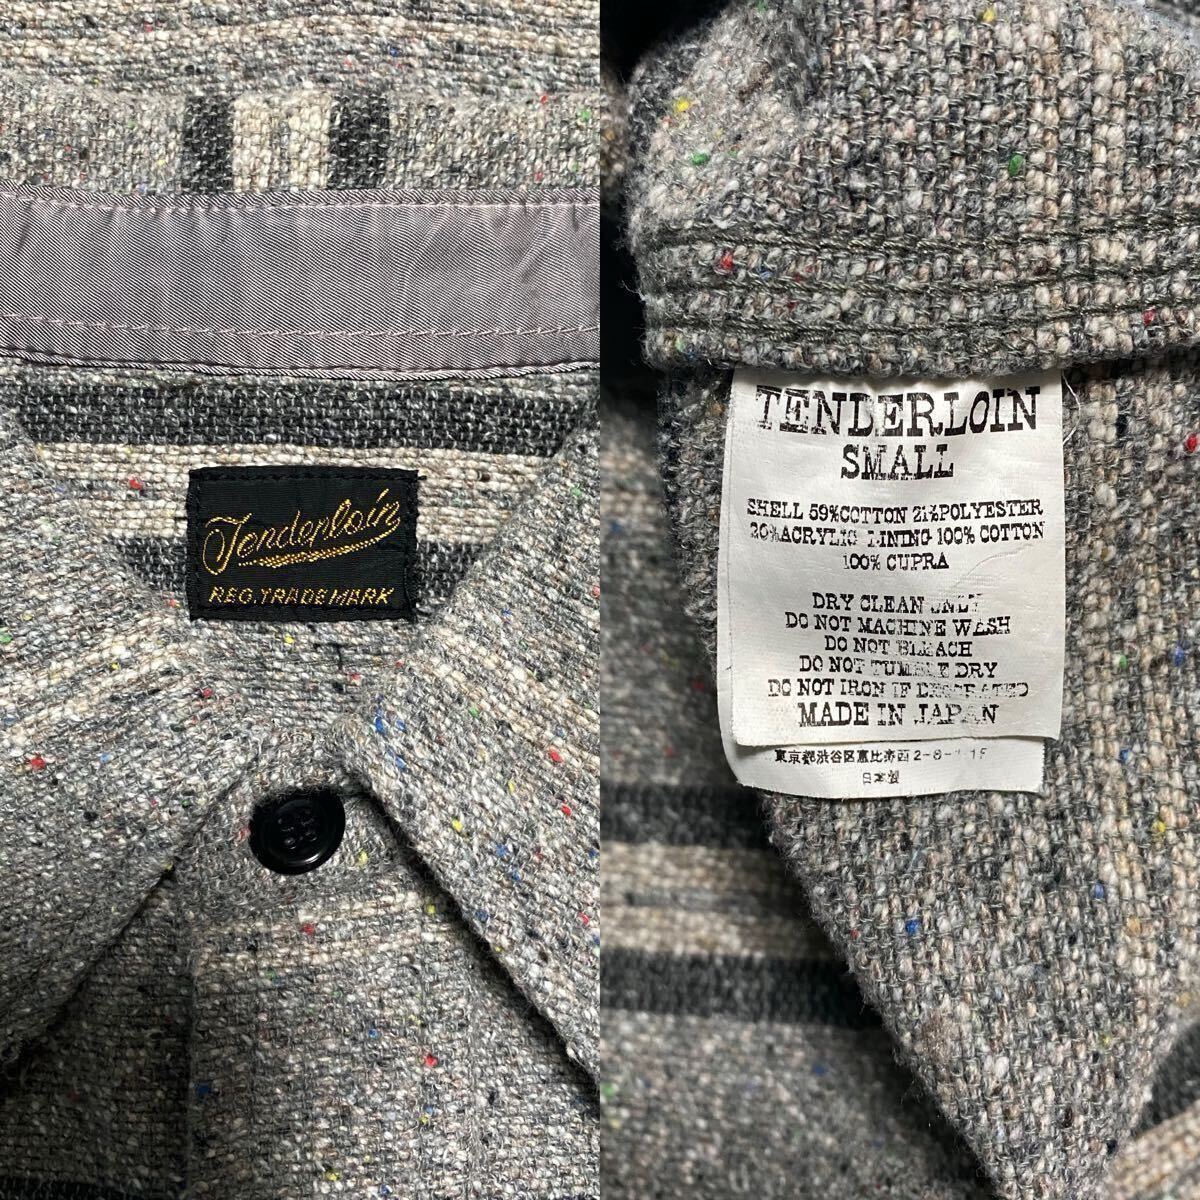 Tenderloin
REG. TRADE MARK
TENDERLOIN
SMALL
SHELL 59%COTTON 21%POLYESTER
20%ACRYLIC LINING 100% COTTON
100% CUPRA
DRY CLEAN ONLY
DO NOT MACHINE WASH
DO NOT BLEACH
DO NOT TUMBLE DRY
DO NOT IRON IF DECORATED
MADE IN JAPAN
東京都渋谷区恵比寿西2-8-
日本製